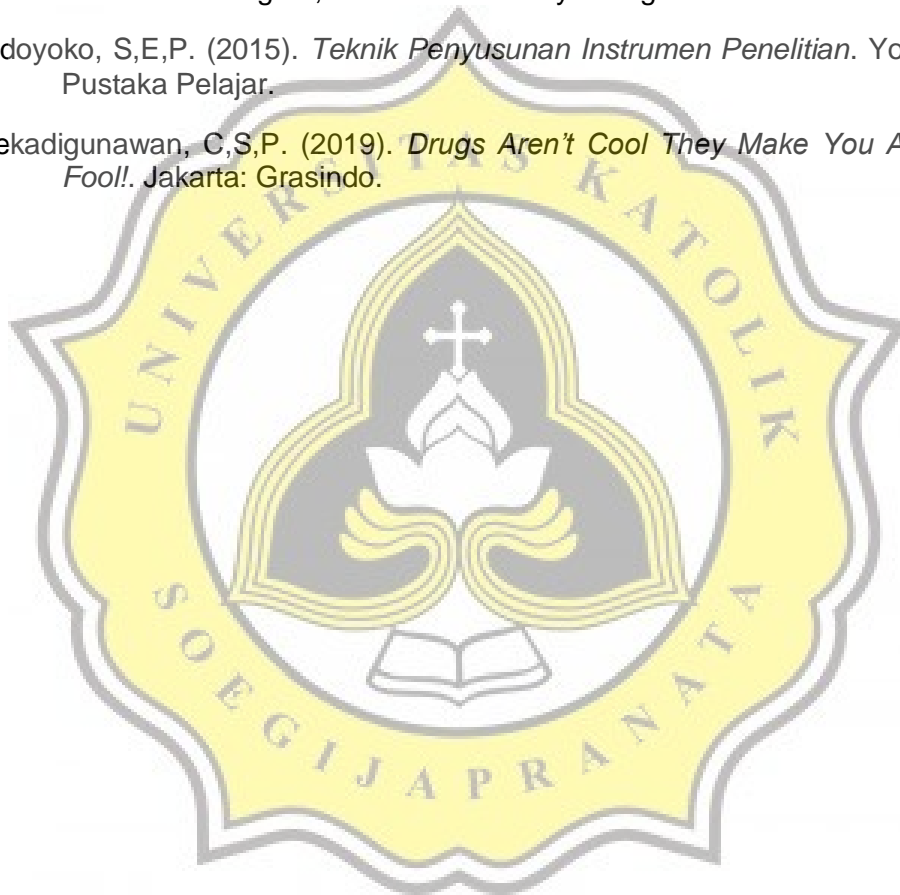 doyoko, S,E,P. (2015). Teknik Penyusunan Instrumen Penelitian. Yo
Pustaka Pelajar.
ekadigunawan, C,S,P. (2019). Drugs Aren’t Cool They Make You A
Fool!. Jakarta: Grasindo.
UNIVERSITAS KATOLIK
SOEGIJAPRANATA